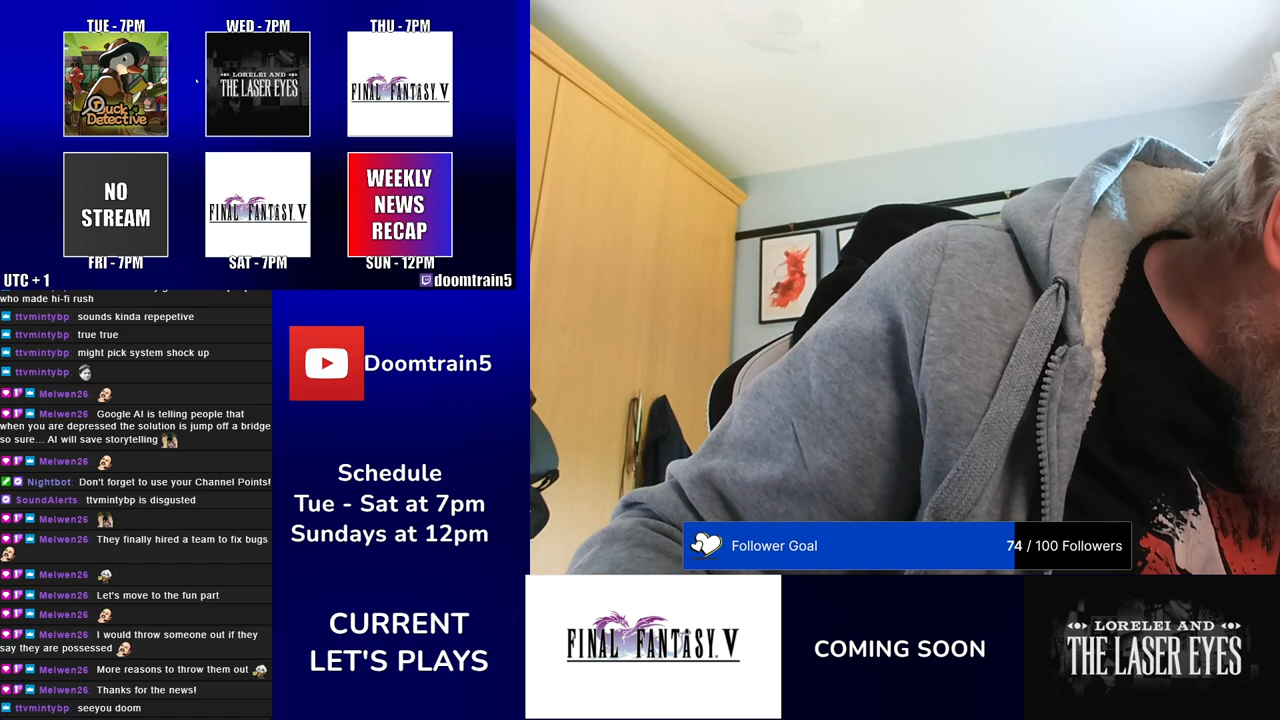 TUE - 7PM
WED - 7PM
THU - 7PM
Duck
Detective
LORELEI AND
THE LASER EYES
FINAL FANTASY. V
NO
STREAM
FINAL FANTASY. V
WEEKLY
NEWS
RECAP
FRI - 7PM
SAT - 7PM
SUN - 12PM
UTC + 1
doomtrain5
who made hi-fi rush
ttvmintybp: sounds kinda repepetive
ttvmintybp: true true
ttvmintybp: might pick system shock up
ttvmintybp:
Melwen26:
Melwen26: Google AI is telling people that
when you are depressed the solution is jump off a bridge
so sure... AI will save storytelling
Melwen26:
Nightbot: Don't forget to use your Channel Points!
SoundAlerts: ttvmintybp is disgusted
Melwen26:
Melwen26: They finally hired a team to fix bugs
Melwen26:
Melwen26: Let's move to the fun part
Melwen26:
Melwen26: I would throw someone out if they
say they are possessed
Melwen26: More reasons to throw them out
Melwen26: Thanks for the news!
ttvmintybp: seeyou doom
Doomtrain5
Schedule
Tue - Sat at 7pm
Sundays at 12pm
CURRENT
LET'S PLAYS
Follower Goal
74 / 100 Followers
FINAL FANTASY. V
COMING SOON
LORELEI AND
THE LASER EYES